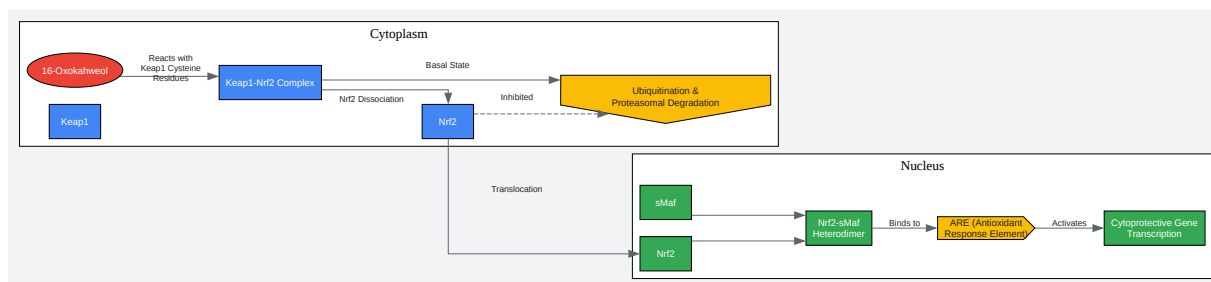 Cytoplasm
16-Oxokahweol
Reacts with
Keap1 Cysteine
Residues
Keap1-Nrf2 Complex
Basal State
Nrf2 Dissociation
Inhibited
Ubiquitination &
Proteasomal Degradation
Keap1
Nrf2
Translocation
Nucleus
sMaf
Nrf2
Nrf2-sMaf
Heterodimer
Binds to
ARE (Antioxidant
Response Element)
Activates
Cytoprotective Gene
Transcription